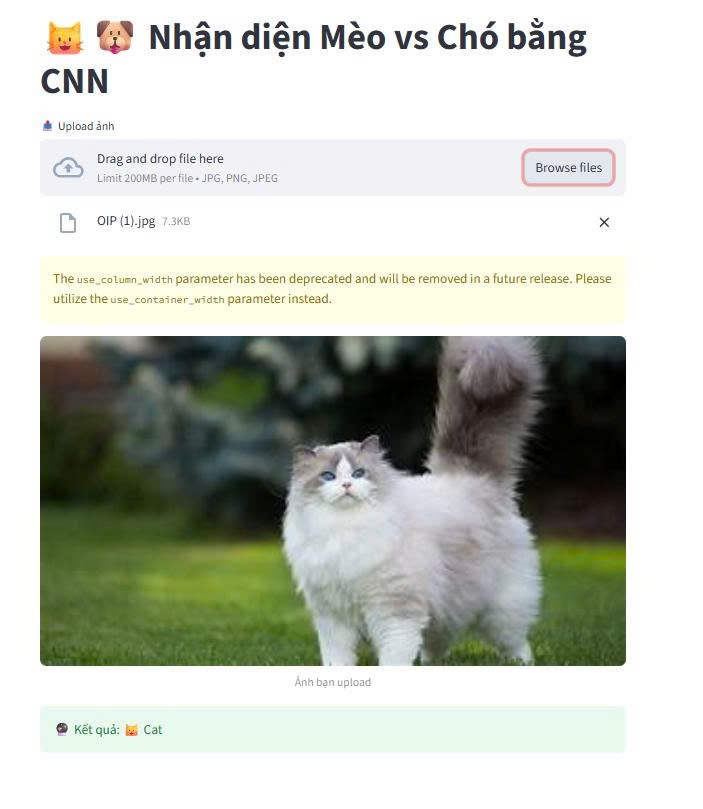 🐱 🐶 Nhận diện Mèo vs Chó bằng
CNN
📤 Upload ảnh
Drag and drop file here
Limit 200MB per file • JPG, PNG, JPEG
Browse files
OIP (1).jpg 7.3KB
The use_column_width parameter has been deprecated and will be removed in a future release. Please
utilize the use_container_width parameter instead.
Ảnh bạn upload
🔮 Kết quả: 🐱 Cat